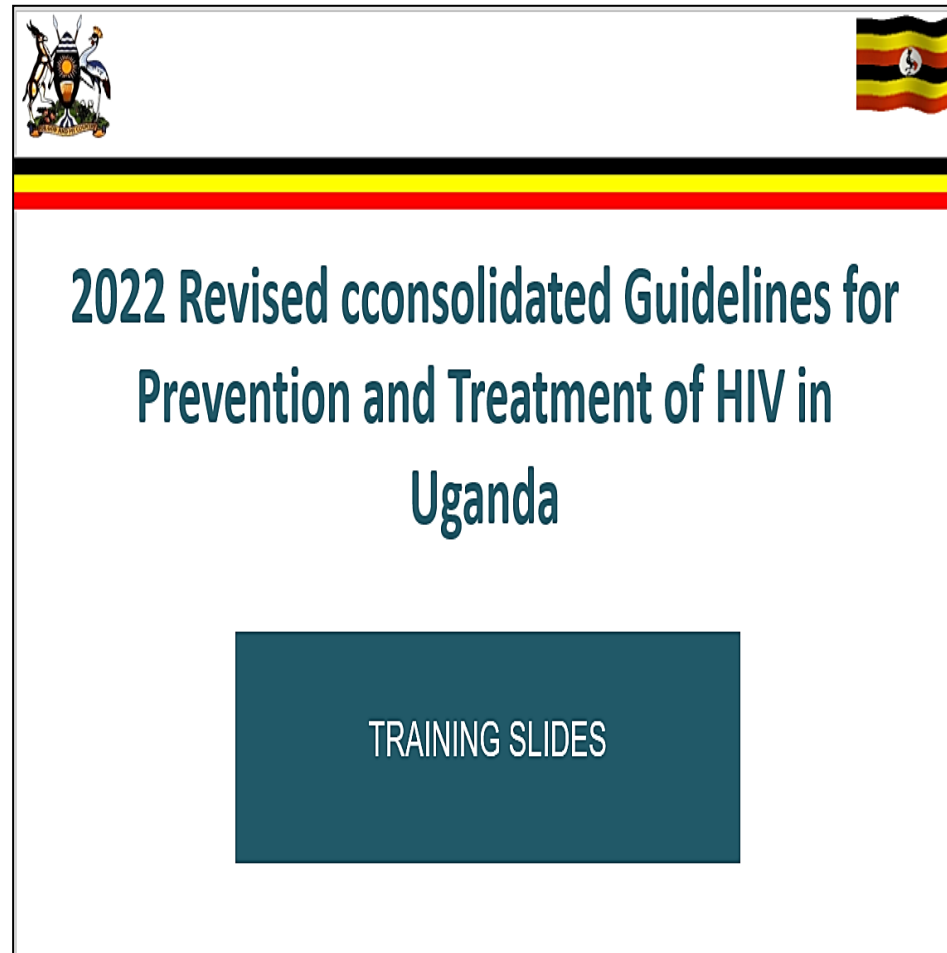 2022 Revised cconsolidated Guidelines for
Prevention and Treatment of HIV in
Uganda
TRAINING SLIDES